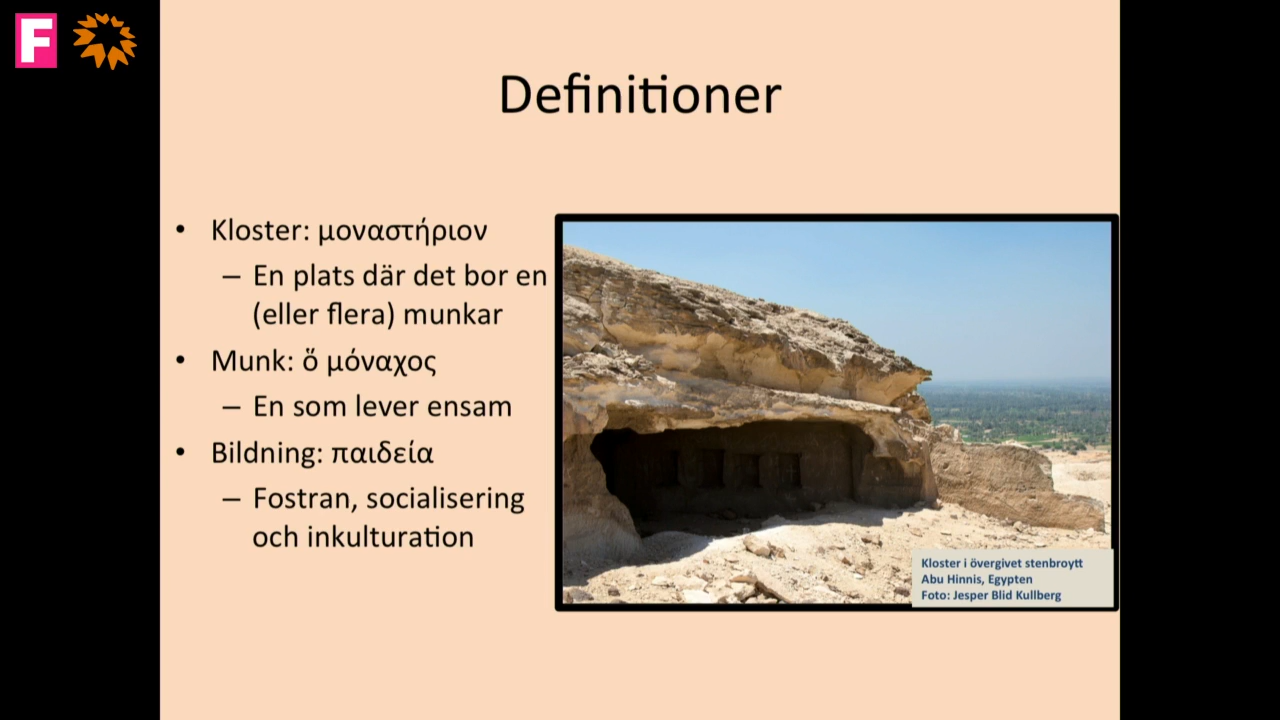 F
Definitioner
• Kloster: μοναστήριον
– En plats där det bor en
(eller flera) munkar
• Munk: ὅ μόναχος
– En som lever ensam
• Bildning: παιδεία
– Fostran, socialisering
och inkulturation
Kloster i övergivet stenbroytt
Abu Hinnis, Egypten
Foto: Jesper Blid Kullberg